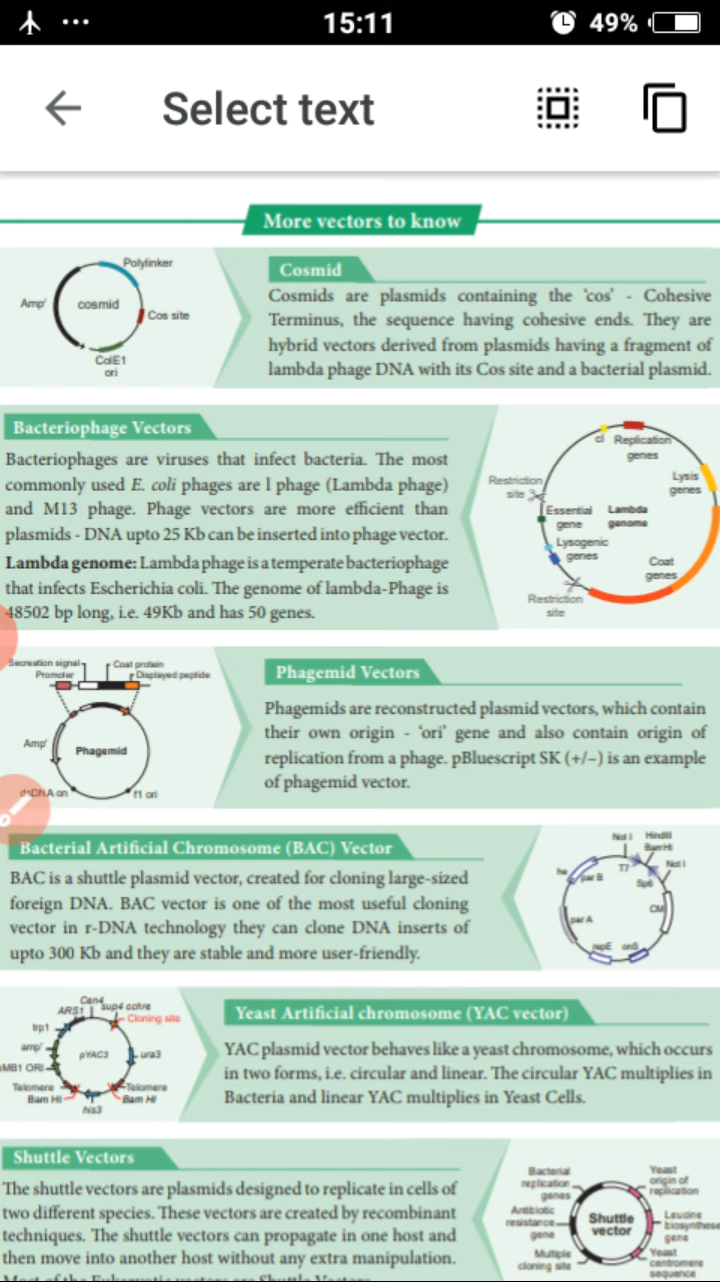 15:11
49%
Select text
More vectors to know
Polylinker
Ampʳ
cosmid
Cos site
ColE1
ori
Cosmid
Cosmids are plasmids containing the 'cos' - Cohesive
Terminus, the sequence having cohesive ends. They are
hybrid vectors derived from plasmids having a fragment of
lambda phage DNA with its Cos site and a bacterial plasmid.
Bacteriophage Vectors
Bacteriophages are viruses that infect bacteria. The most
commonly used E. coli phages are l phage (Lambda phage)
and M13 phage. Phage vectors are more efficient than
plasmids - DNA upto 25 Kb can be inserted into phage vector.
Lambda genome: Lambda phage is a temperate bacteriophage
that infects Escherichia coli. The genome of lambda-Phage is
48502 bp long, i.e. 49Kb and has 50 genes.
cI
Replication
genes
Lysis
genes
Restriction
site
Essential
gene
Lambda
genome
Lysogenic
genes
Coat
genes
Restriction
site
Secreation signal
Coat protein
Promoter
Displayed peptide
Ampʳ
Phagemid
dsDNA ori
f1 ori
Phagemid Vectors
Phagemids are reconstructed plasmid vectors, which contain
their own origin - 'ori' gene and also contain origin of
replication from a phage. pBluescript SK (+/–) is an example
of phagemid vector.
Bacterial Artificial Chromosome (BAC) Vector
BAC is a shuttle plasmid vector, created for cloning large-sized
foreign DNA. BAC vector is one of the most useful cloning
vector in r-DNA technology they can clone DNA inserts of
upto 300 Kb and they are stable and more user-friendly.
Not I
HindIII
BamHI
Not I
T7
Sp6
par B
CM
par A
repE
oriS
Cen4
sup4 ochre
ARS1
Cloning site
trp1
ampʳ
pYAC3
ura3
MB1 ORI
Telomere
Telomere
Bam HI
Bam HI
his3
Yeast Artificial chromosome (YAC vector)
YAC plasmid vector behaves like a yeast chromosome, which occurs
in two forms, i.e. circular and linear. The circular YAC multiplies in
Bacteria and linear YAC multiplies in Yeast Cells.
Shuttle Vectors
The shuttle vectors are plasmids designed to replicate in cells of
two different species. These vectors are created by recombinant
techniques. The shuttle vectors can propagate in one host and
then move into another host without any extra manipulation.
Most of the Eukaryotic vectors are Shuttle Vectors.
Bacterial
replication
genes
Yeast
origin of
replication
Antibiotic
resistance
gene
Shuttle
vector
Leucine
biosynthese
gene
Multiple
cloning site
Yeast
centromere
sequence